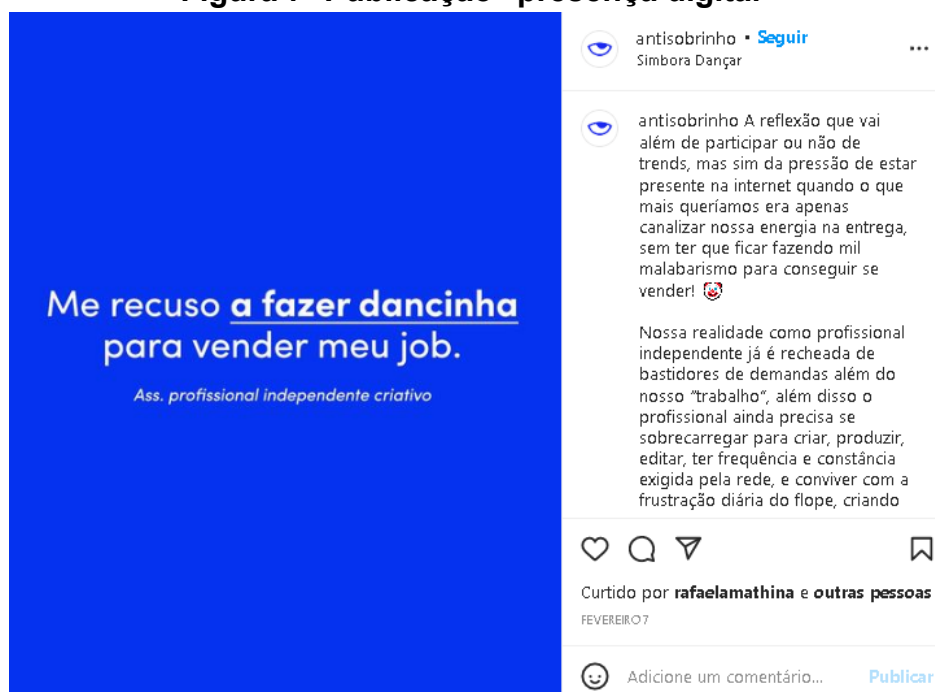 Me recuso a fazer dancinha
para vender meu job.
Ass. profissional independente criativo
antisobrinho • Seguir
Simbora Dançar
antisobrinho A reflexão que vai
além de participar ou não de
trends, mas sim da pressão de estar
presente na internet quando o que
mais queríamos era apenas
canalizar nossa energia na entrega,
sem ter que ficar fazendo mil
malabarismo para conseguir se
vender! 🤡
Nossa realidade como profissional
independente já é recheada de
bastidores de demandas além do
nosso "trabalho", além disso o
profissional ainda precisa se
sobrecarregar para criar, produzir,
editar, ter frequência e constância
exigida pela rede, e conviver com a
frustração diária do flope, criando
Curtido por rafaelamathina e outras pessoas
FEVEREIRO 7
Adicione um comentário...
Publicar